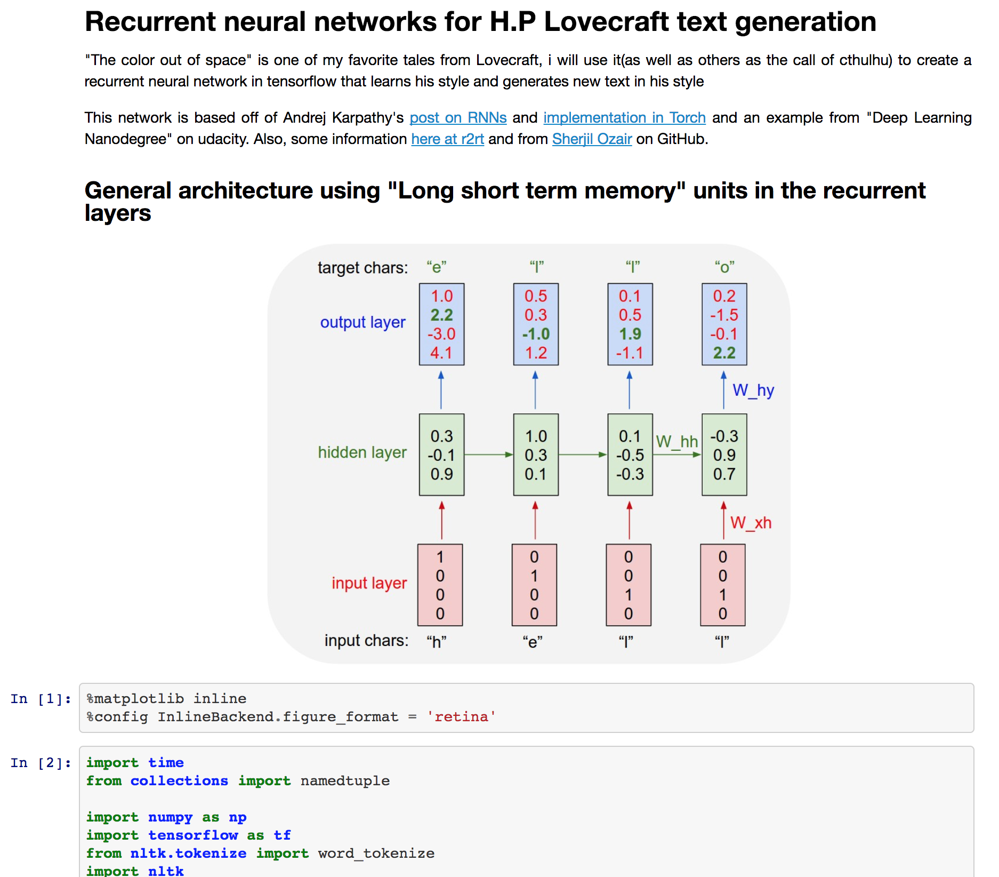 Recurrent neural networks for H.P Lovecraft text generation
"The color out of space" is one of my favorite tales from Lovecraft, i will use it(as well as others as the call of cthulhu) to create a
recurrent neural network in tensorflow that learns his style and generates new text in his style
This network is based off of Andrej Karpathy's post on RNNs and implementation in Torch and an example from "Deep Learning
Nanodegree" on udacity. Also, some information here at r2rt and from Sherjil Ozair on GitHub.
General architecture using "Long short term memory" units in the recurrent
layers
target chars: “e” “l” “l” “o”
1.0 0.5 0.1 0.2
2.2 0.3 0.5 -1.5
output layer
-3.0 -1.0 1.9 -0.1
4.1 1.2 -1.1 2.2
W_hy
0.3 1.0 0.1 -0.3
W_hh
hidden layer -0.1 0.3 -0.5 0.9
0.9 0.1 -0.3 0.7
W_xh
1 0 0 0
0 1 0 0
input layer
0 0 1 1
0 0 0 0
input chars: “h” “e” “l” “l”
In [1]: %matplotlib inline
%config InlineBackend.figure_format = 'retina'
In [2]: import time
from collections import namedtuple
import numpy as np
import tensorflow as tf
from nltk.tokenize import word_tokenize
import nltk